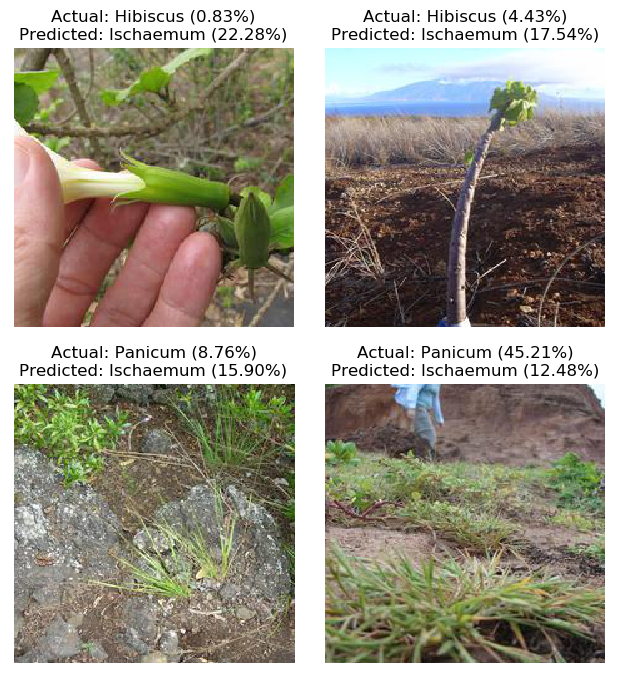 Actual: Hibiscus (0.83%)
Predicted: Ischaemum (22.28%)
Actual: Hibiscus (4.43%)
Predicted: Ischaemum (17.54%)
Actual: Panicum (8.76%)
Predicted: Ischaemum (15.90%)
Actual: Panicum (45.21%)
Predicted: Ischaemum (12.48%)